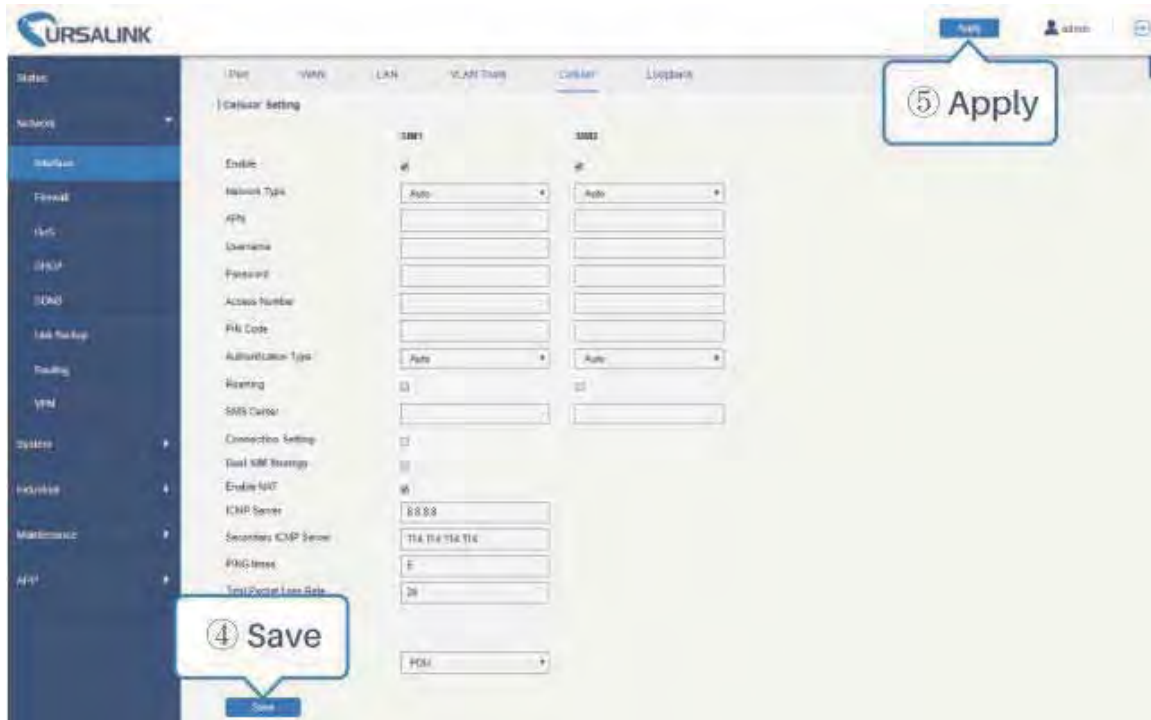 URSALINK
Apply admin
Status
Network
Interface
Firewall
QoS
DHCP
DDNS
Link Backup
Routing
VPN
System
Industrial
Maintenance
APP
Port WAN LAN VLAN Trunk Cellular Loopback
Cellular Setting
SIM1 SIM2
Enable
Network Type Auto Auto
APN
Username
Password
Access Number
PIN Code
Authentication Type Auto Auto
Roaming
SMS Center
Connection Setting
Dual SIM Strategy
Enable NAT
ICMP Server 8.8.8.8
Secondary ICMP Server 114.114.114.114
PING times 5
Total Packet Loss Rate 20
PDU
Save
④ Save
⑤ Apply